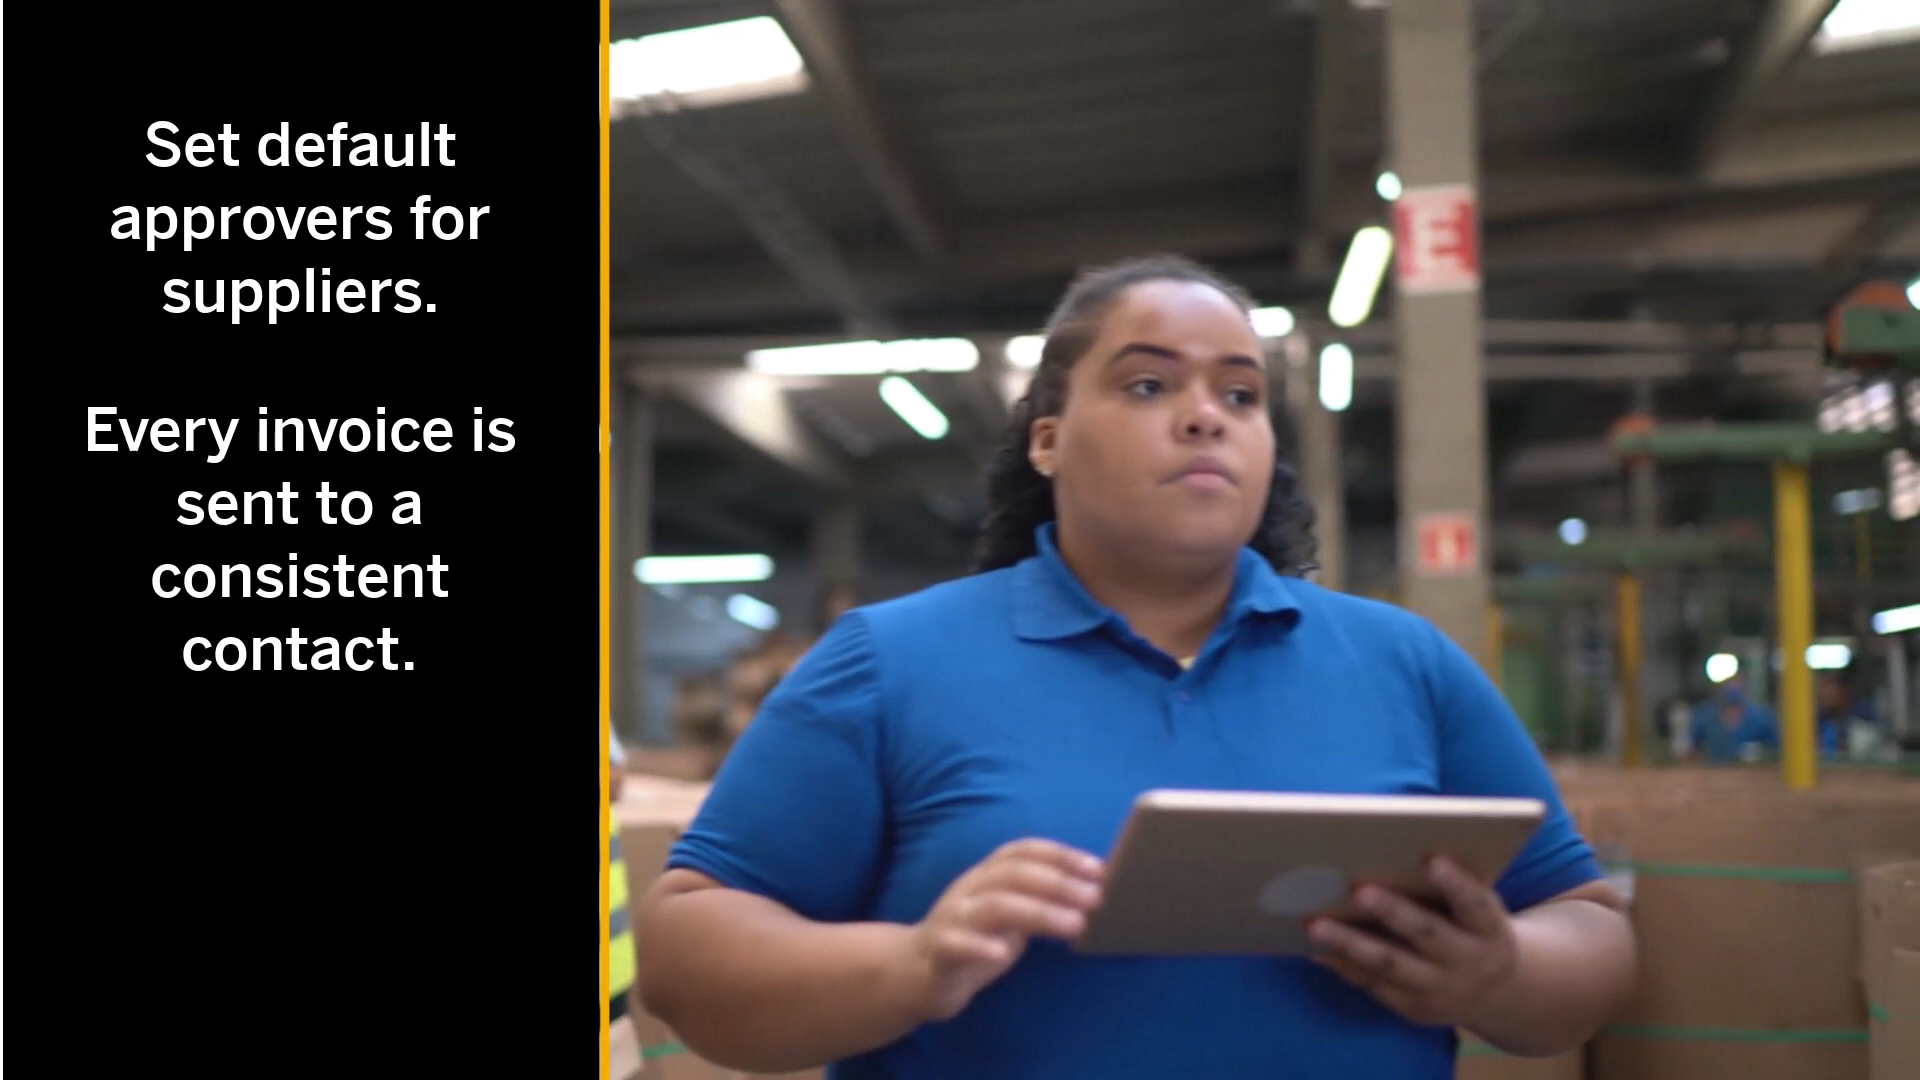 Set default
approvers for
suppliers.
Every invoice is
sent to a
consistent
contact.
E